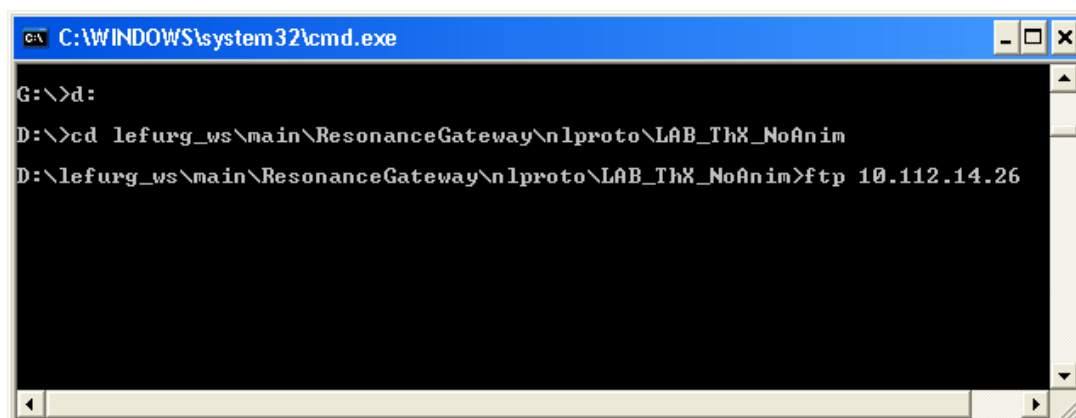 C:\WINDOWS\system32\cmd.exe
G:\>d:
D:\>cd lefurg_ws\main\ResonanceGateway\nlproto\LAB_ThX_NoAnim
D:\lefurg_ws\main\ResonanceGateway\nlproto\LAB_ThX_NoAnim>ftp 10.112.14.26